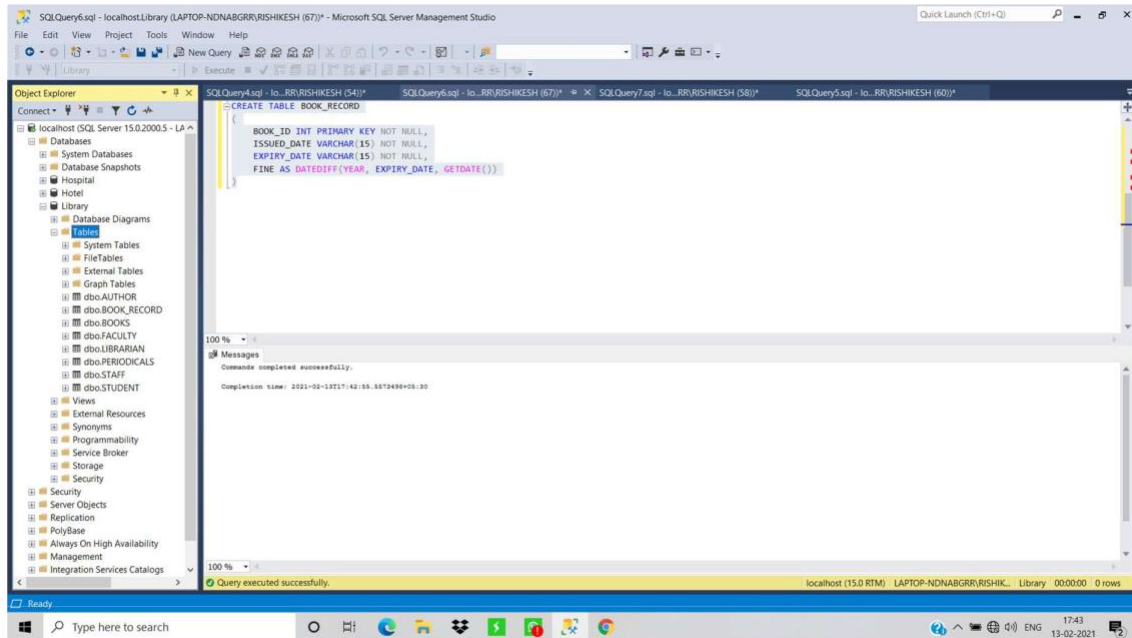 SQLQuery6.sql - localhost.Library (LAPTOP-NDNABGRR\RISHIKESH (67))* - Microsoft SQL Server Management Studio
Quick Launch (Ctrl+Q)
File Edit View Project Tools Window Help
New Query
Library
Execute
Object Explorer
SQLQuery4.sql - lo...RR\RISHIKESH (54))*
SQLQuery6.sql - lo...RR\RISHIKESH (67))*
SQLQuery7.sql - lo...RR\RISHIKESH (58))*
SQLQuery5.sql - lo...RR\RISHIKESH (60))*
Connect
localhost (SQL Server 15.0.2000.5 - LA
Databases
System Databases
Database Snapshots
Hospital
Hotel
Library
Database Diagrams
Tables
System Tables
FileTables
External Tables
Graph Tables
dbo.AUTHOR
dbo.BOOK_RECORD
dbo.BOOKS
dbo.FACULTY
dbo.LIBRARIAN
dbo.PERIODICALS
dbo.STAFF
dbo.STUDENT
Views
External Resources
Synonyms
Programmability
Service Broker
Storage
Security
Security
Server Objects
Replication
PolyBase
Always On High Availability
Management
Integration Services Catalogs
CREATE TABLE BOOK_RECORD
(
BOOK_ID INT PRIMARY KEY NOT NULL,
ISSUED_DATE VARCHAR(15) NOT NULL,
EXPIRY_DATE VARCHAR(15) NOT NULL,
FINE AS DATEDIFF(YEAR, EXPIRY_DATE, GETDATE())
)
100 %
Messages
Commands completed successfully.
Completion time: 2021-02-13T17:42:55.5573498+05:30
100 %
Query executed successfully.
localhost (15.0 RTM) LAPTOP-NDNABGRR\RISHIK... Library 00:00:00 0 rows
Ready
Type here to search
ENG
17:43
13-02-2021